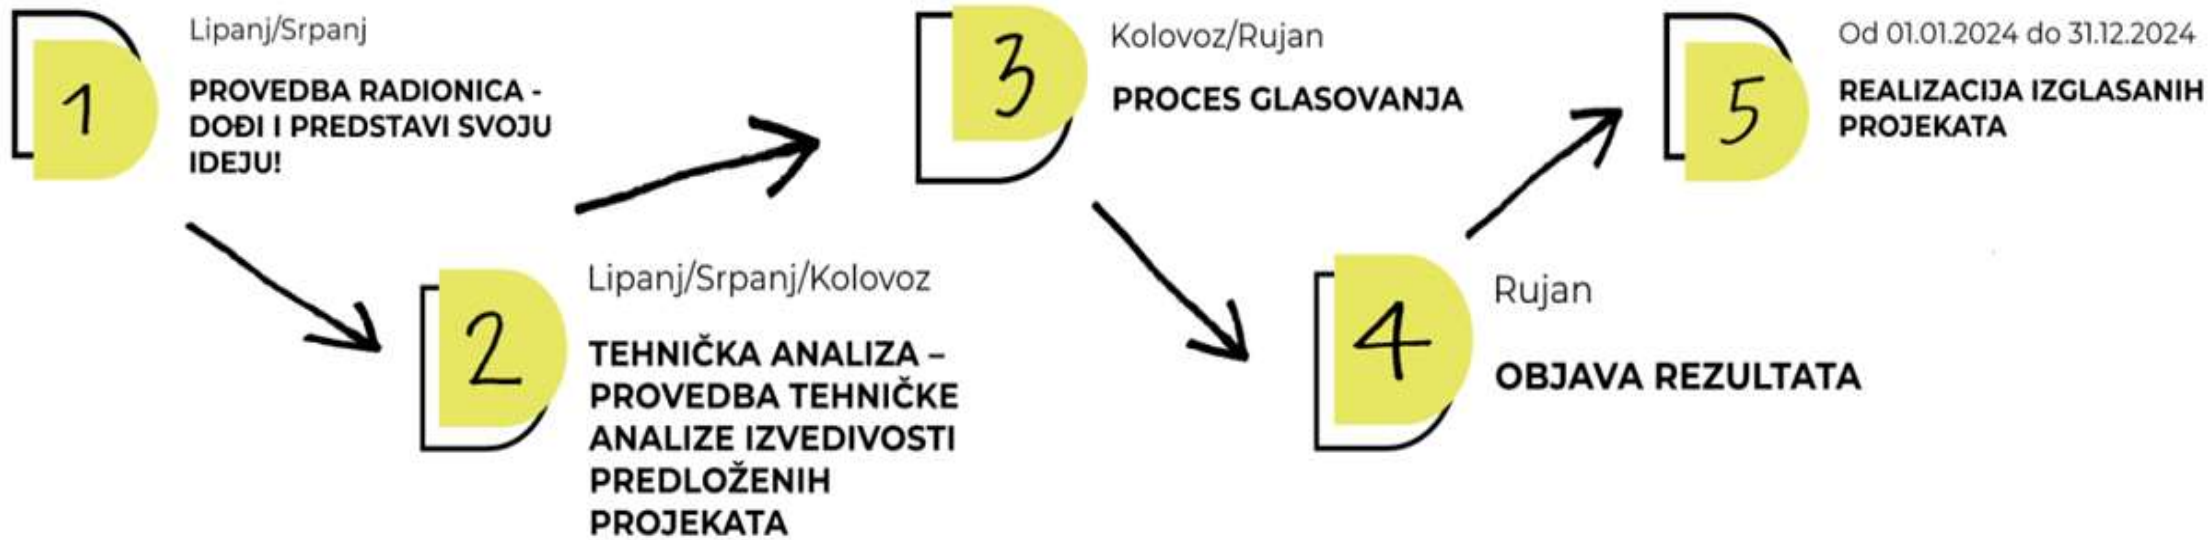 1
Lipanj/Srpanj
PROVEDBA RADIONICA -
DOĐI I PREDSTAVI SVOJU
IDEJU!
2
Lipanj/Srpanj/Kolovoz
TEHNIČKA ANALIZA –
PROVEDBA TEHNIČKE
ANALIZE IZVEDIVOSTI
PREDLOŽENIH
PROJEKATA
3
Kolovoz/Rujan
PROCES GLASOVANJA
4
Rujan
OBJAVA REZULTATA
5
Od 01.01.2024 do 31.12.2024
REALIZACIJA IZGLASANIH
PROJEKATA